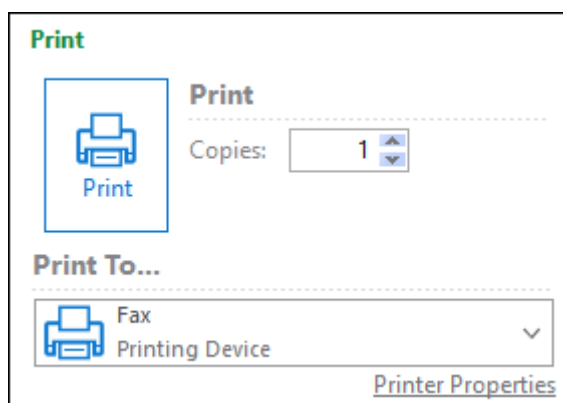 Print
Print
Copies: 1
Print
Print To...
Fax
Printing Device
Printer Properties